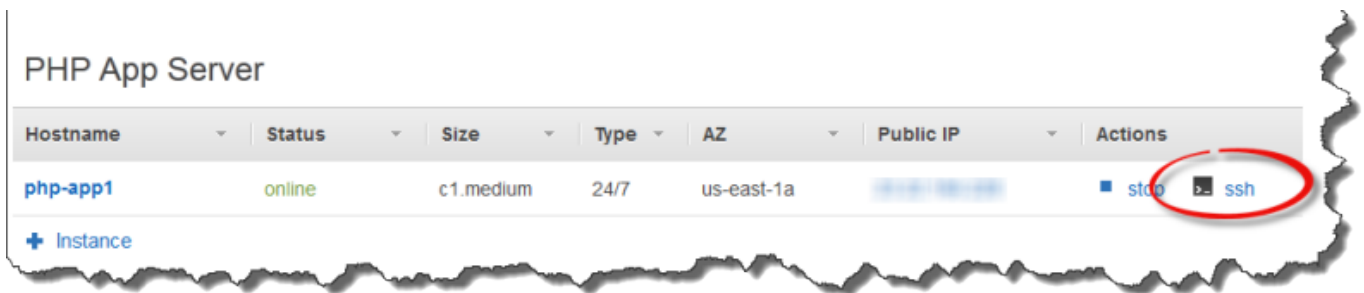 PHP App Server
Hostname Status Size Type AZ Public IP Actions
php-app1 online c1.medium 24/7 us-east-1a stop ssh
Instance